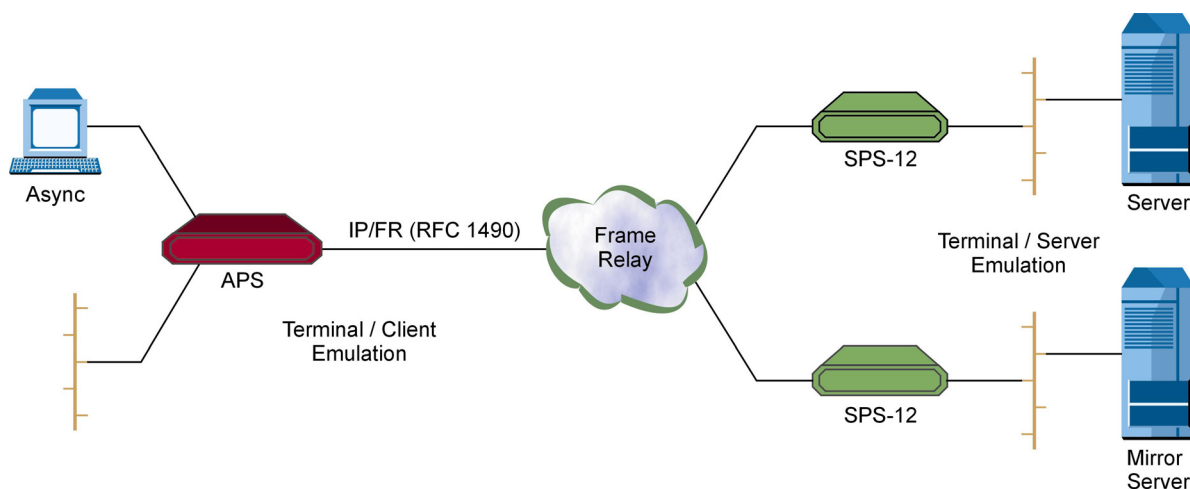 Async
APS
IP/FR (RFC 1490)
Terminal / Client
Emulation
Frame
Relay
SPS-12
Server
Terminal / Server
Emulation
SPS-12
Mirror
Server